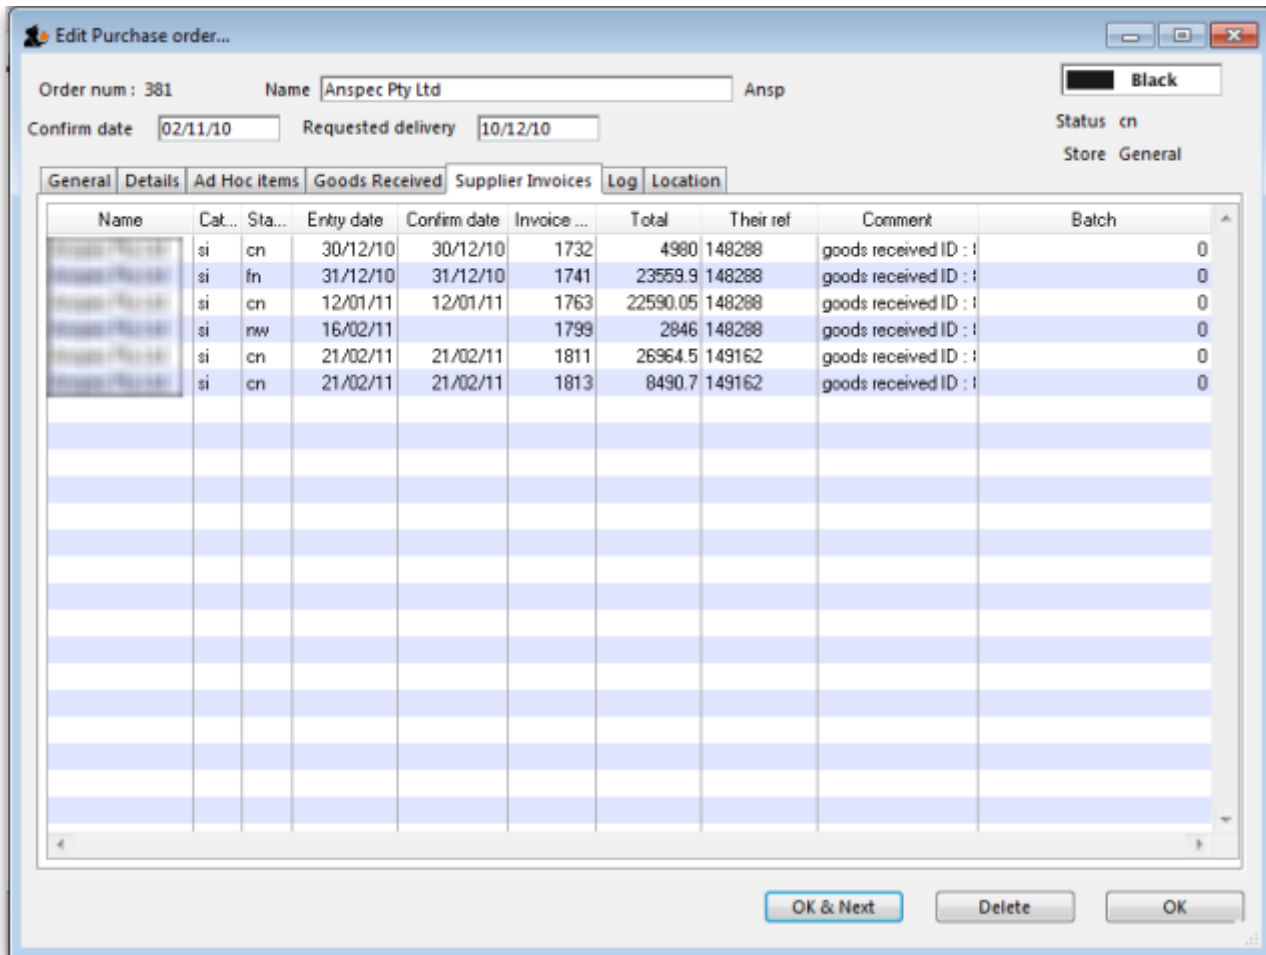 Edit Purchase order...
Order num : 381 Name Anspec Pty Ltd Ansp Black
Confirm date 02/11/10 Requested delivery 10/12/10 Status cn
Store General
General Details Ad Hoc items Goods Received Supplier Invoices Log Location
Name Cat... Sta... Entry date Confirm date Invoice ... Total Their ref Comment Batch
si cn 30/12/10 30/12/10 1732 4980 148288 goods received ID : 0
si fn 31/12/10 31/12/10 1741 23559.9 148288 goods received ID : 0
si cn 12/01/11 12/01/11 1763 22590.05 148288 goods received ID : 0
si nw 16/02/11 1799 2846 148288 goods received ID : 0
si cn 21/02/11 21/02/11 1811 26964.5 149162 goods received ID : 0
si cn 21/02/11 21/02/11 1813 8490.7 149162 goods received ID : 0
OK & Next Delete OK